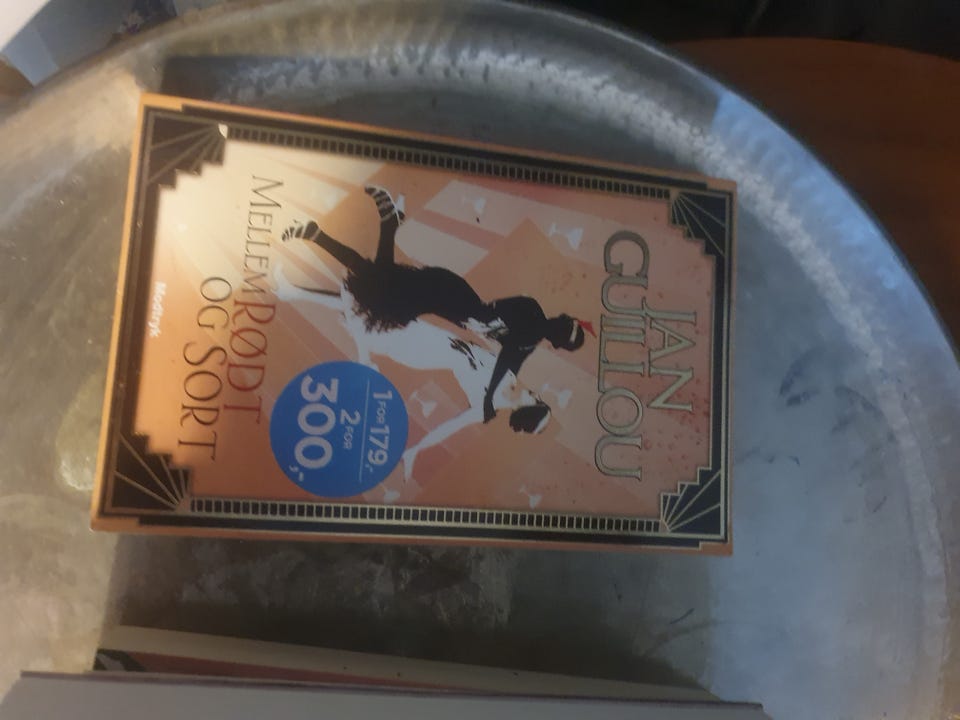 JAN
GUILLOU
1 FOR 179,-
2 FOR
300,-
MELLEM RØDT
OG SORT
Modtryk